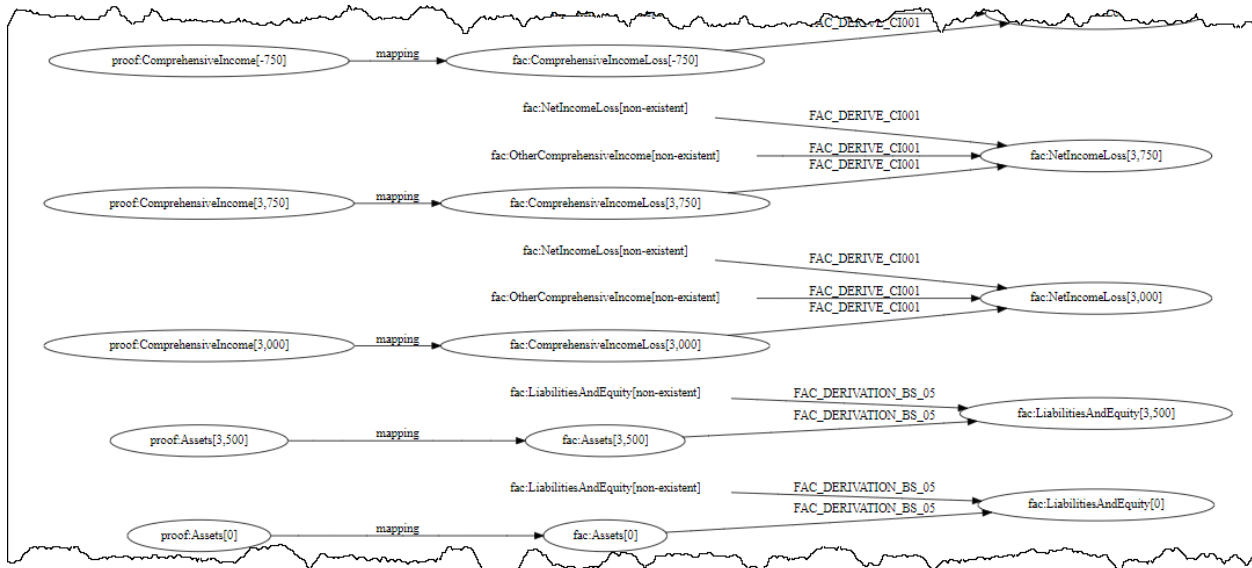 FAC_DERIVE_CI001
proof:ComprehensiveIncome[-750]
mapping
fac:ComprehensiveIncomeLoss[-750]
fac:NetIncomeLoss[non-existent]
FAC_DERIVE_CI001
fac:OtherComprehensiveIncome[non-existent]
FAC_DERIVE_CI001
fac:NetIncomeLoss[3,750]
FAC_DERIVE_CI001
proof:ComprehensiveIncome[3,750]
mapping
fac:ComprehensiveIncomeLoss[3,750]
fac:NetIncomeLoss[non-existent]
FAC_DERIVE_CI001
fac:OtherComprehensiveIncome[non-existent]
FAC_DERIVE_CI001
fac:NetIncomeLoss[3,000]
FAC_DERIVE_CI001
proof:ComprehensiveIncome[3,000]
mapping
fac:ComprehensiveIncomeLoss[3,000]
fac:LiabilitiesAndEquity[non-existent]
FAC_DERIVATION_BS_05
fac:LiabilitiesAndEquity[3,500]
FAC_DERIVATION_BS_05
proof:Assets[3,500]
mapping
fac:Assets[3,500]
fac:LiabilitiesAndEquity[non-existent]
FAC_DERIVATION_BS_05
fac:LiabilitiesAndEquity[0]
FAC_DERIVATION_BS_05
proof:Assets[0]
mapping
fac:Assets[0]